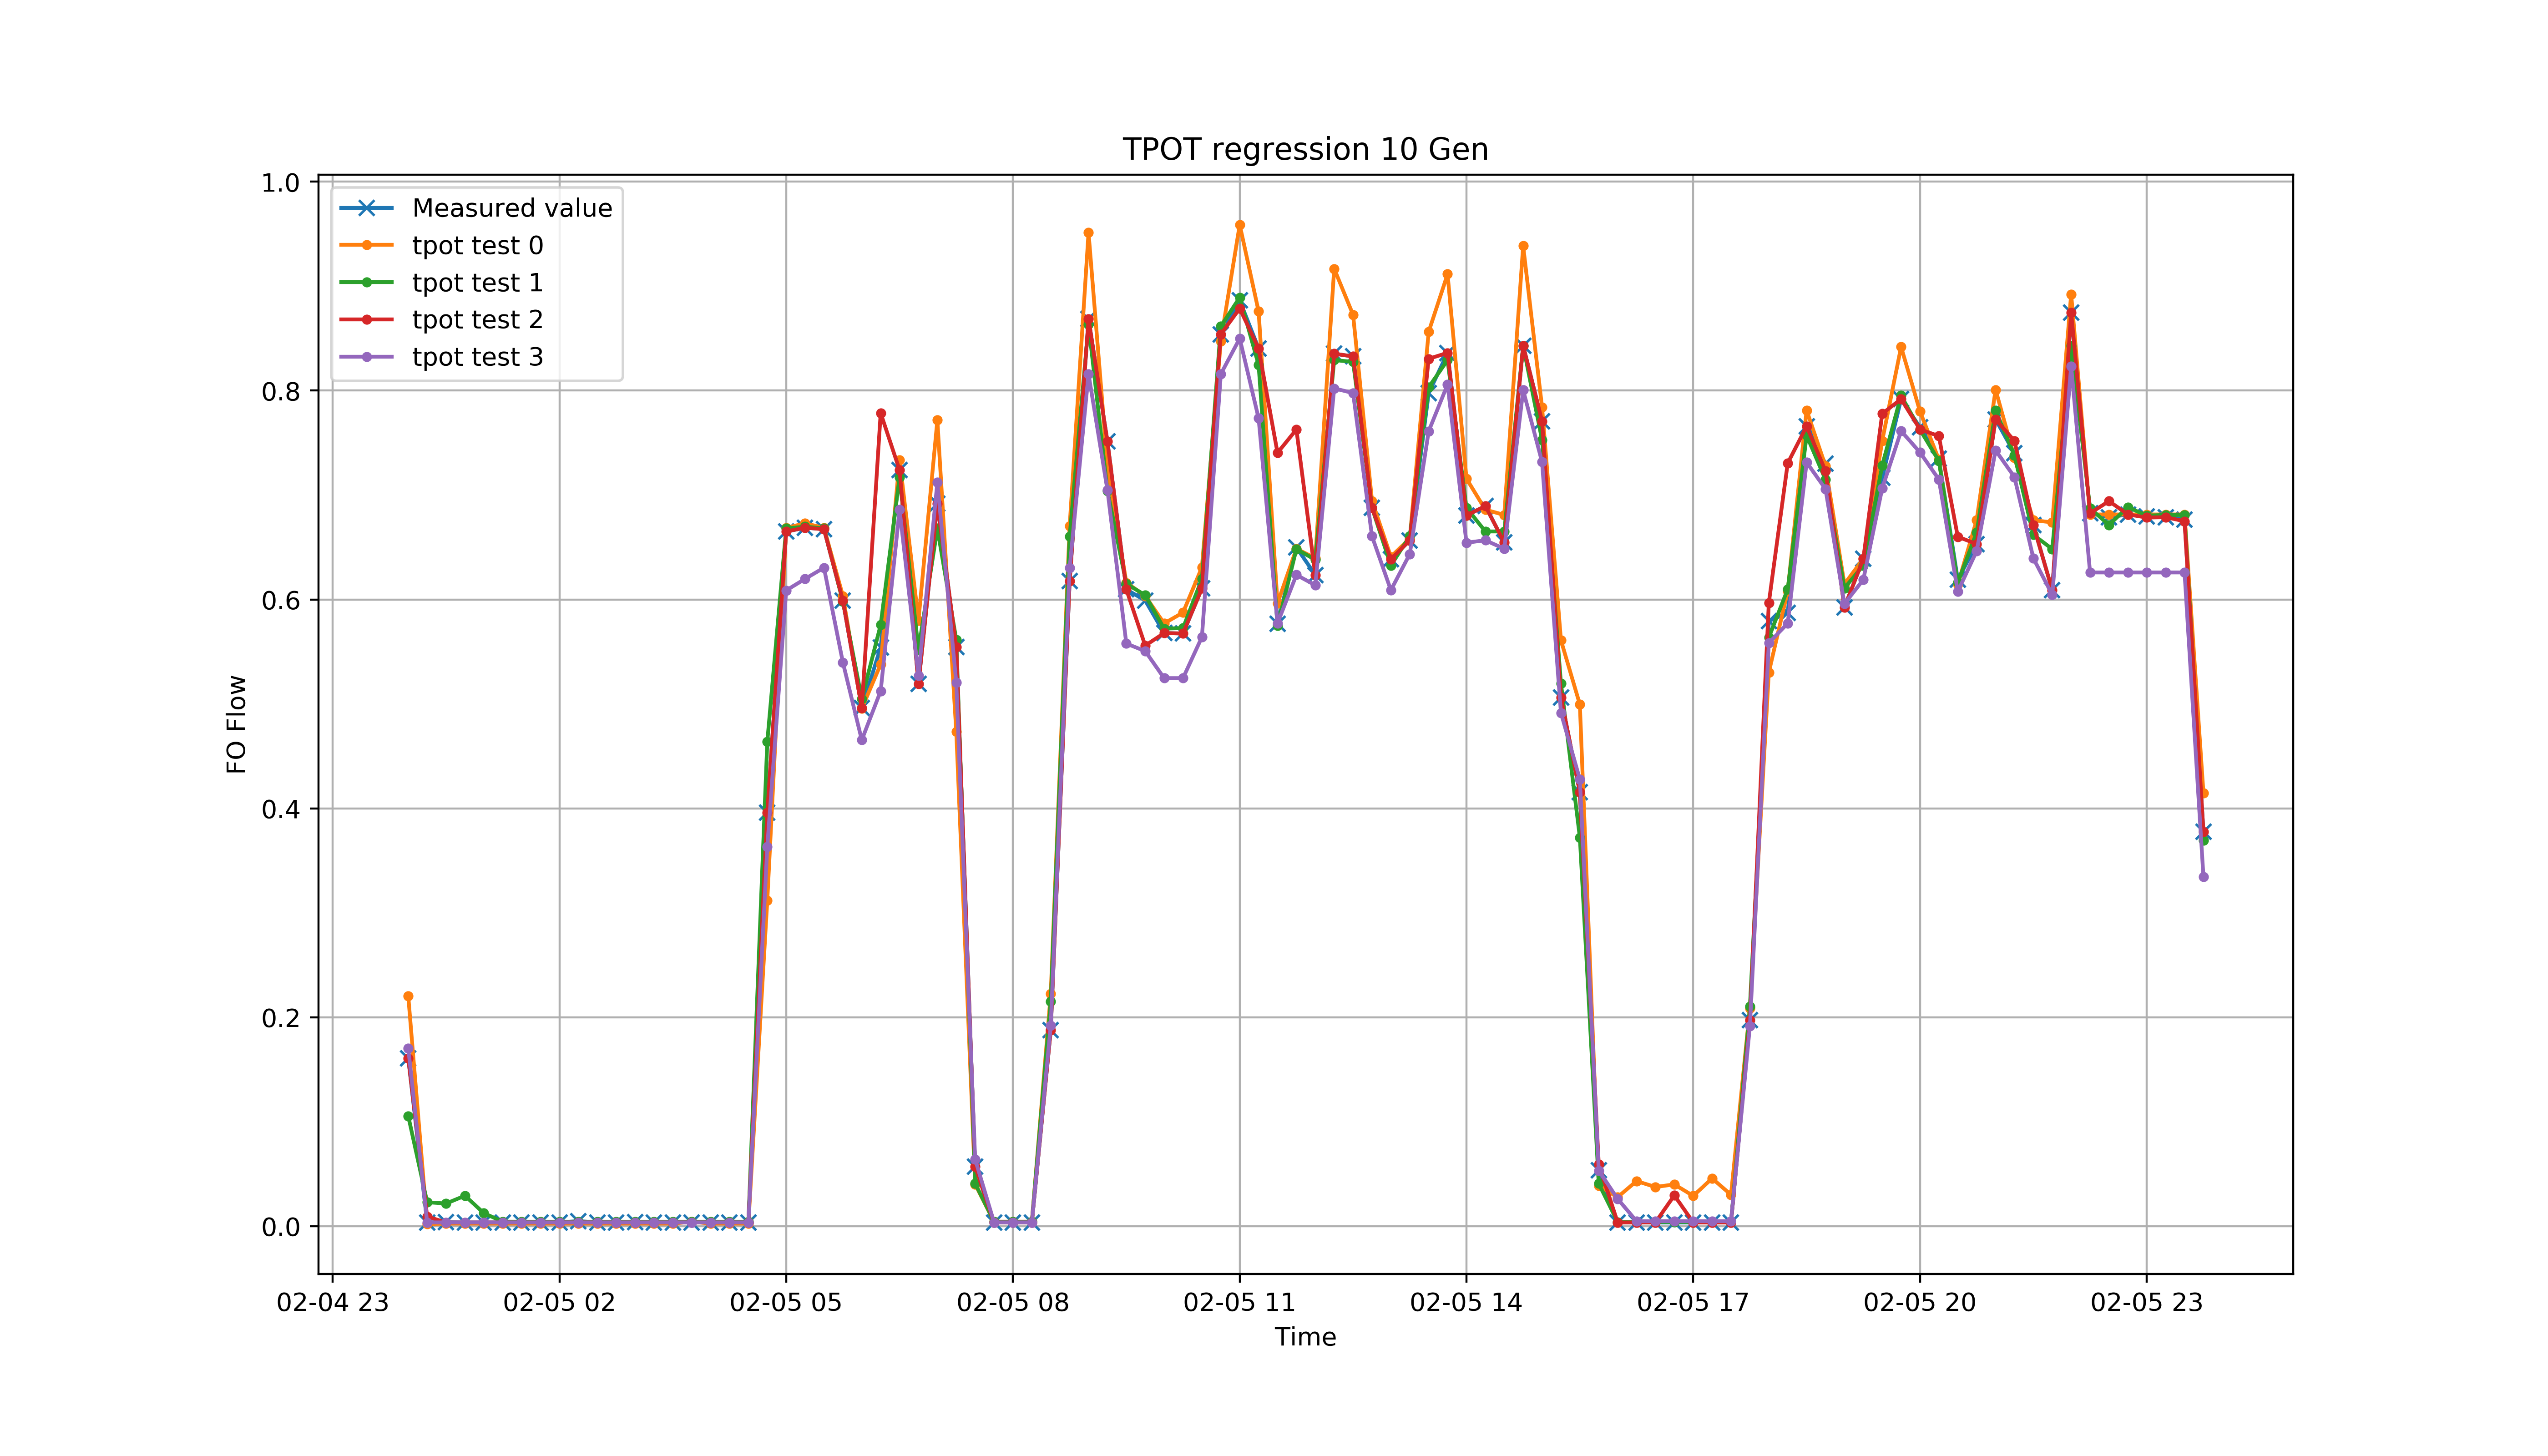 TPOT regression 10 Gen
Measured value
tpot test 0
tpot test 1
tpot test 2
tpot test 3
1.0
0.8
0.6
0.4
0.2
0.0
FO Flow
02-04 23 02-05 02 02-05 05 02-05 08 02-05 11 02-05 14 02-05 17 02-05 20 02-05 23
Time